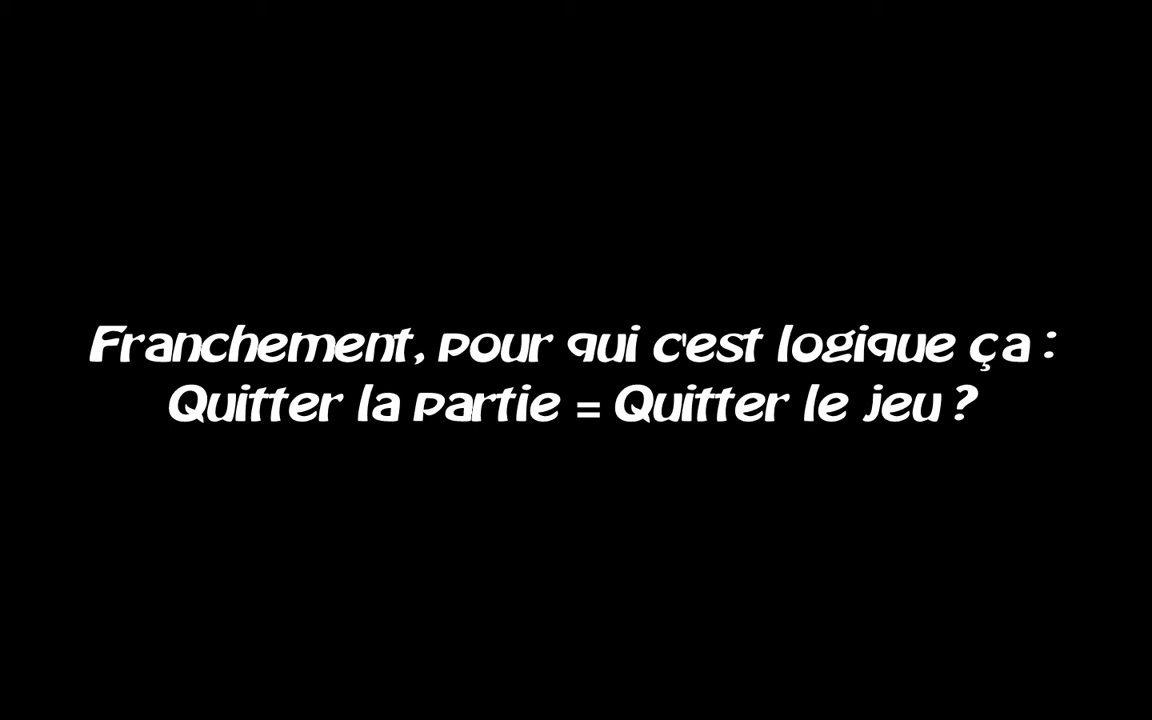 Franchement, pour qui c'est logique ça :
Quitter la partie = Quitter le jeu ?